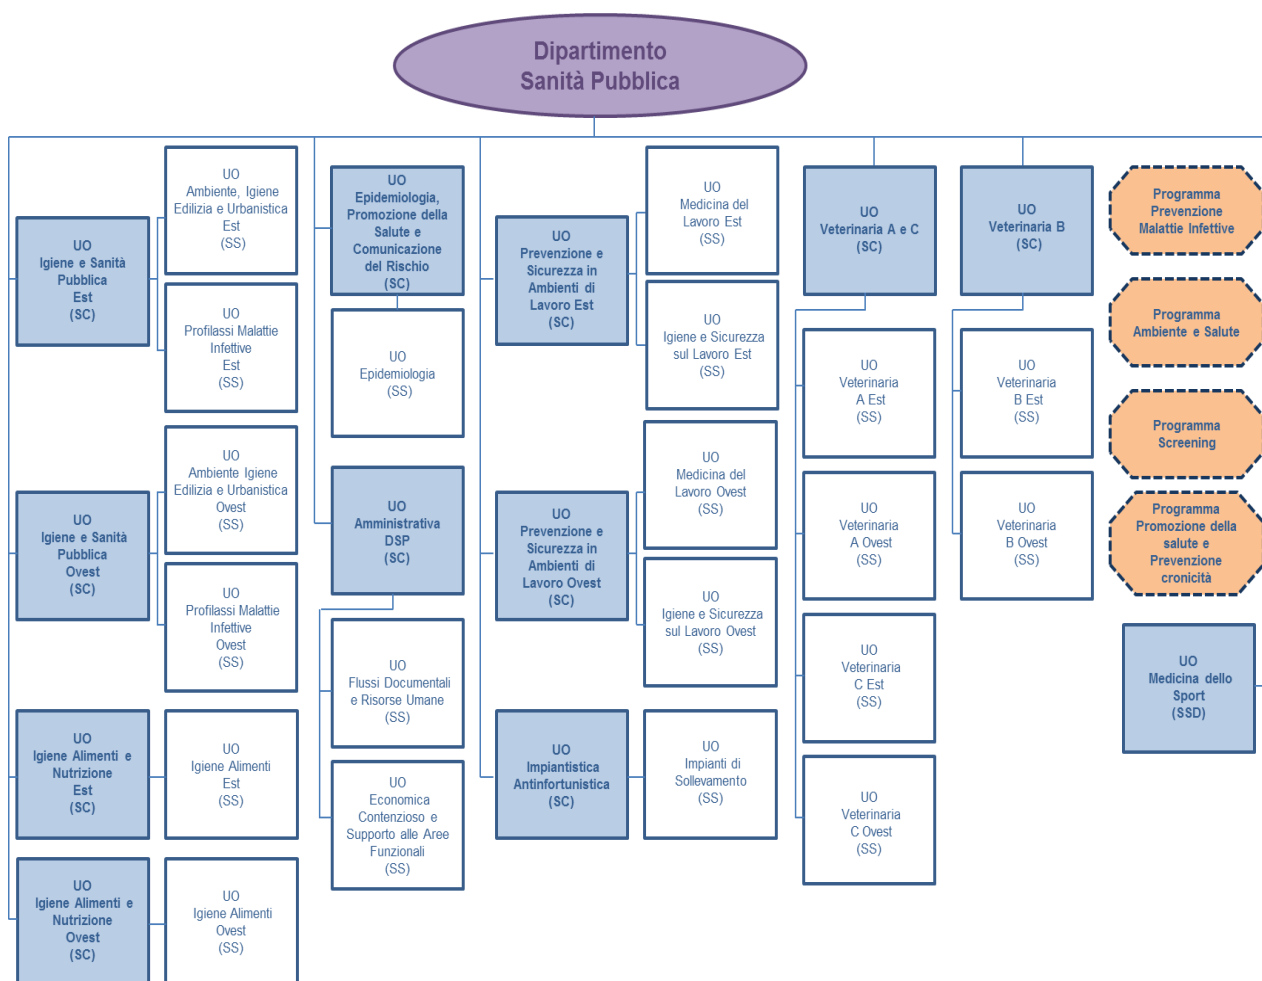 Dipartimento
Sanità Pubblica
UO
Igiene e Sanità
Pubblica
Est
(SC)
UO
Ambiente, Igiene
Edilizia e Urbanistica
Est
(SS)
UO
Profilassi Malattie
Infettive
Est
(SS)
UO
Igiene e Sanità
Pubblica
Ovest
(SC)
UO
Ambiente Igiene
Edilizia e Urbanistica
Ovest
(SS)
UO
Profilassi Malattie
Infettive
Ovest
(SS)
UO
Igiene Alimenti e
Nutrizione
Est
(SC)
UO
Igiene Alimenti
Est
(SS)
UO
Igiene Alimenti e
Nutrizione
Ovest
(SC)
UO
Igiene Alimenti
Ovest
(SS)
UO
Epidemiologia,
Promozione della
Salute e
Comunicazione
del Rischio
(SC)
UO
Epidemiologia
(SS)
UO
Amministrativa
DSP
(SC)
UO
Flussi Documentali
e Risorse Umane
(SS)
UO
Economica
Contenzioso e
Supporto alle Aree
Funzionali
(SS)
UO
Prevenzione e
Sicurezza in
Ambienti di
Lavoro Est
(SC)
UO
Medicina del
Lavoro Est
(SS)
UO
Igiene e Sicurezza
sul Lavoro Est
(SS)
UO
Prevenzione e
Sicurezza in
Ambienti di
Lavoro Ovest
(SC)
UO
Medicina del
Lavoro Ovest
(SS)
UO
Igiene e Sicurezza
sul Lavoro Ovest
(SS)
UO
Impiantistica
Antinfortunistica
(SC)
UO
Impianti di
Sollevamento
(SS)
UO
Veterinaria A e C
(SC)
UO
Veterinaria
A Est
(SS)
UO
Veterinaria
A Ovest
(SS)
UO
Veterinaria
C Est
(SS)
UO
Veterinaria
C Ovest
(SS)
UO
Veterinaria B
(SC)
UO
Veterinaria
B Est
(SS)
UO
Veterinaria
B Ovest
(SS)
Programma
Prevenzione
Malattie Infettive
Programma
Ambiente e Salute
Programma
Screening
Programma
Promozione della
salute e
Prevenzione
cronicità
UO
Medicina dello
Sport
(SSD)